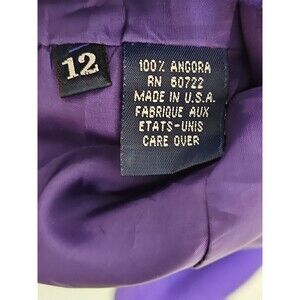 12
100% ANGORA
RN 60722
MADE IN U.S.A.
FABRIQUE AUX
ETATS-UNIS
CARE OVER